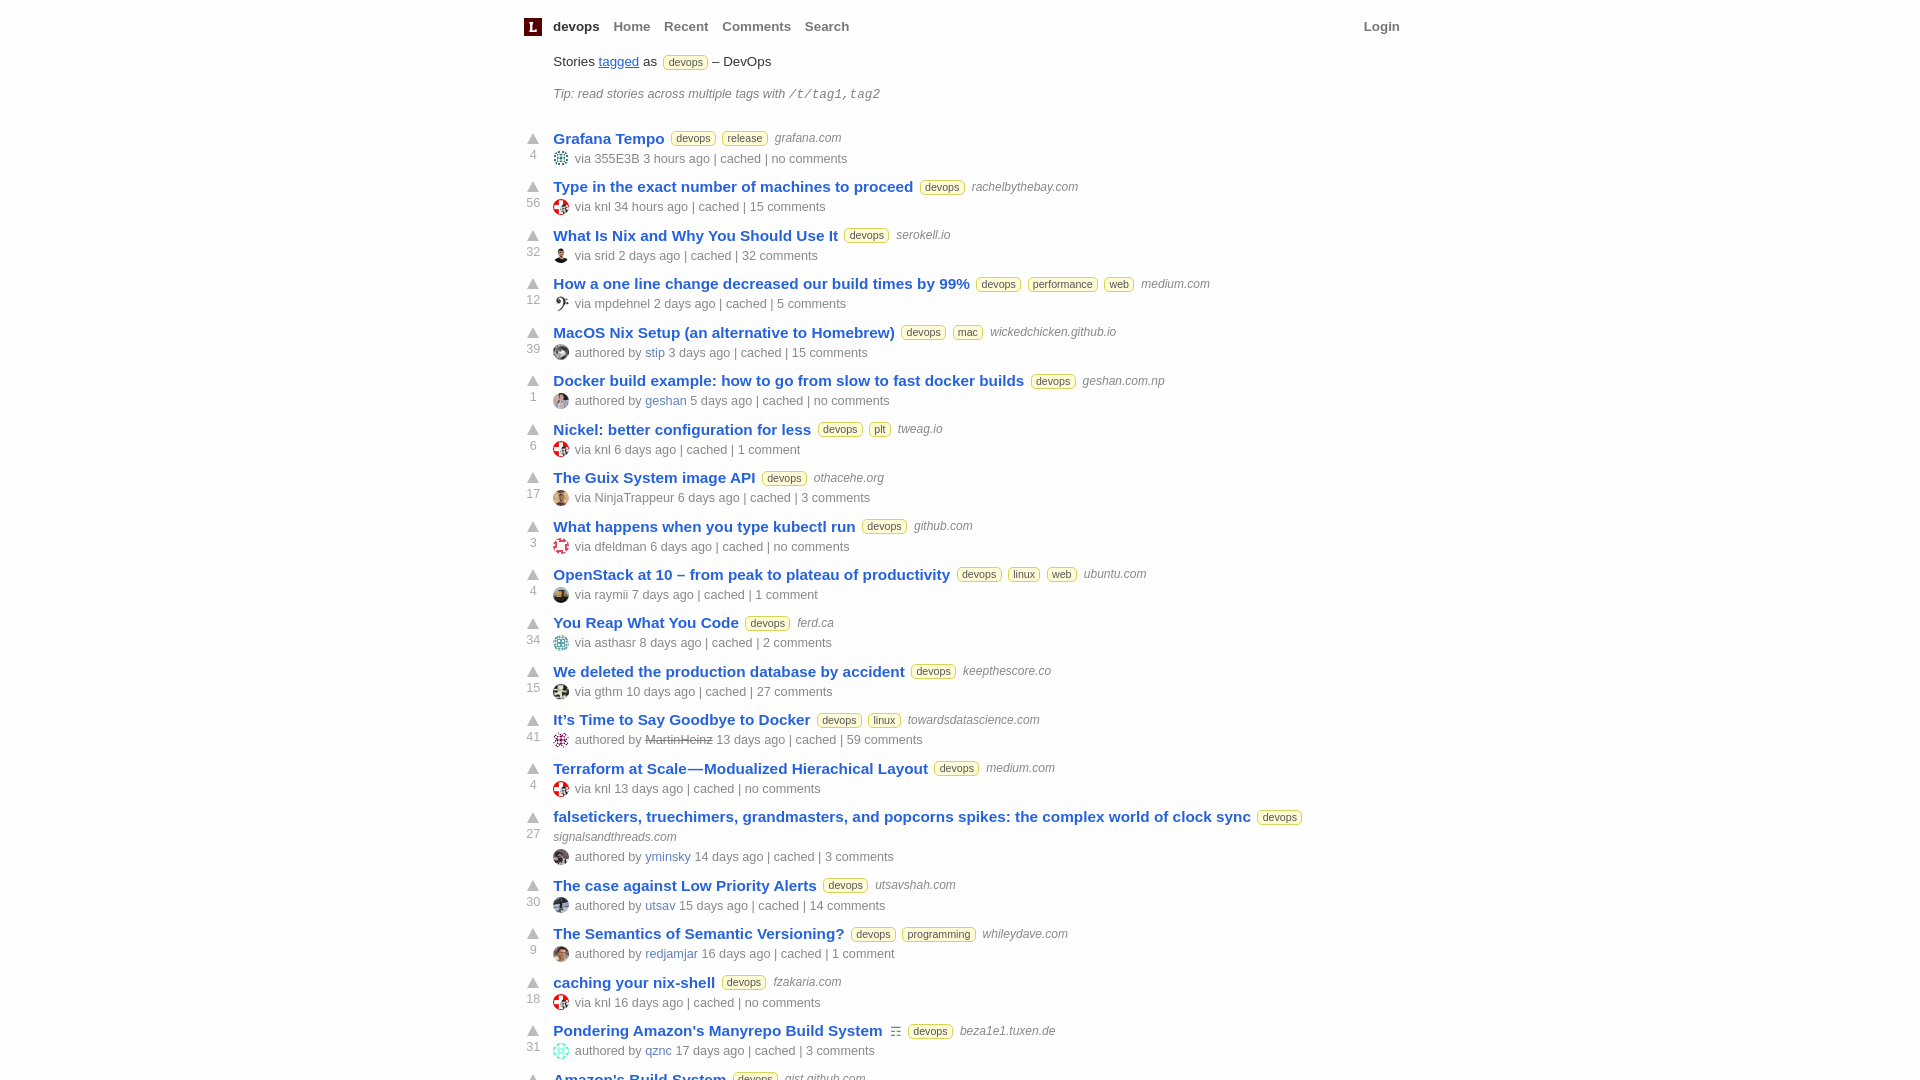 L devops Home Recent Comments Search Login
Stories tagged as devops – DevOps
Tip: read stories across multiple tags with /t/tag1,tag2
Grafana Tempo devops release grafana.com
4 via 355E3B 3 hours ago | cached | no comments
Type in the exact number of machines to proceed devops rachelbythebay.com
56 via knl 34 hours ago | cached | 15 comments
What Is Nix and Why You Should Use It devops serokell.io
32 via srid 2 days ago | cached | 32 comments
How a one line change decreased our build times by 99% devops performance web medium.com
12 via mpdehnel 2 days ago | cached | 5 comments
MacOS Nix Setup (an alternative to Homebrew) devops mac wickedchicken.github.io
39 authored by stip 3 days ago | cached | 15 comments
Docker build example: how to go from slow to fast docker builds devops geshan.com.np
1 authored by geshan 5 days ago | cached | no comments
Nickel: better configuration for less devops plt tweag.io
6 via knl 6 days ago | cached | 1 comment
The Guix System image API devops othacehe.org
17 via NinjaTrappeur 6 days ago | cached | 3 comments
What happens when you type kubectl run devops github.com
3 via dfeldman 6 days ago | cached | no comments
OpenStack at 10 – from peak to plateau of productivity devops linux web ubuntu.com
4 via raymii 7 days ago | cached | 1 comment
You Reap What You Code devops ferd.ca
34 via asthasr 8 days ago | cached | 2 comments
We deleted the production database by accident devops keepthescore.co
15 via gthm 10 days ago | cached | 27 comments
It’s Time to Say Goodbye to Docker devops linux towardsdatascience.com
41 authored by MartinHeinz 13 days ago | cached | 59 comments
Terraform at Scale — Modualized Hierachical Layout devops medium.com
4 via knl 13 days ago | cached | no comments
falsetickers, truechimers, grandmasters, and popcorns spikes: the complex world of clock sync devops
27 signalsandthreads.com
authored by yminsky 14 days ago | cached | 3 comments
The case against Low Priority Alerts devops utsavshah.com
30 authored by utsav 15 days ago | cached | 14 comments
The Semantics of Semantic Versioning? devops programming whileydave.com
9 authored by redjamjar 16 days ago | cached | 1 comment
caching your nix-shell devops fzakaria.com
18 via knl 16 days ago | cached | no comments
Pondering Amazon's Manyrepo Build System ☶ devops beza1e1.tuxen.de
31 authored by qznc 17 days ago | cached | 3 comments
Amazon's Build System devops gist.github.com